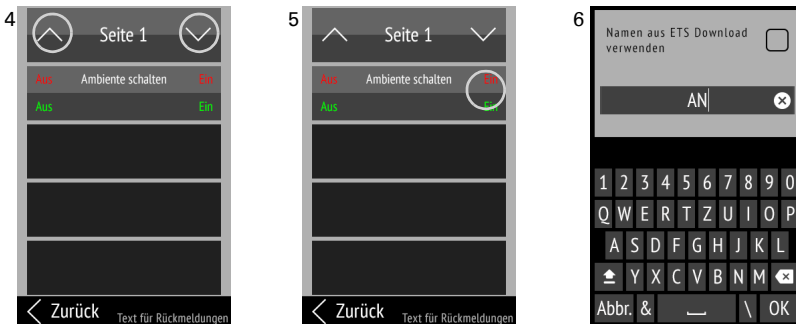 4
Seite 1
Aus Ambiente schalten Ein
Aus Ein
Zurück Text für Rückmeldungen
5
Seite 1
Aus Ambiente schalten Ein
Aus Ein
Zurück Text für Rückmeldungen
6
Namen aus ETS Download
verwenden
AN
1 2 3 4 5 6 7 8 9 0
Q W E R T Z U I O P
A S D F G H J K L
Y X C V B N M
Abbr. & \ OK